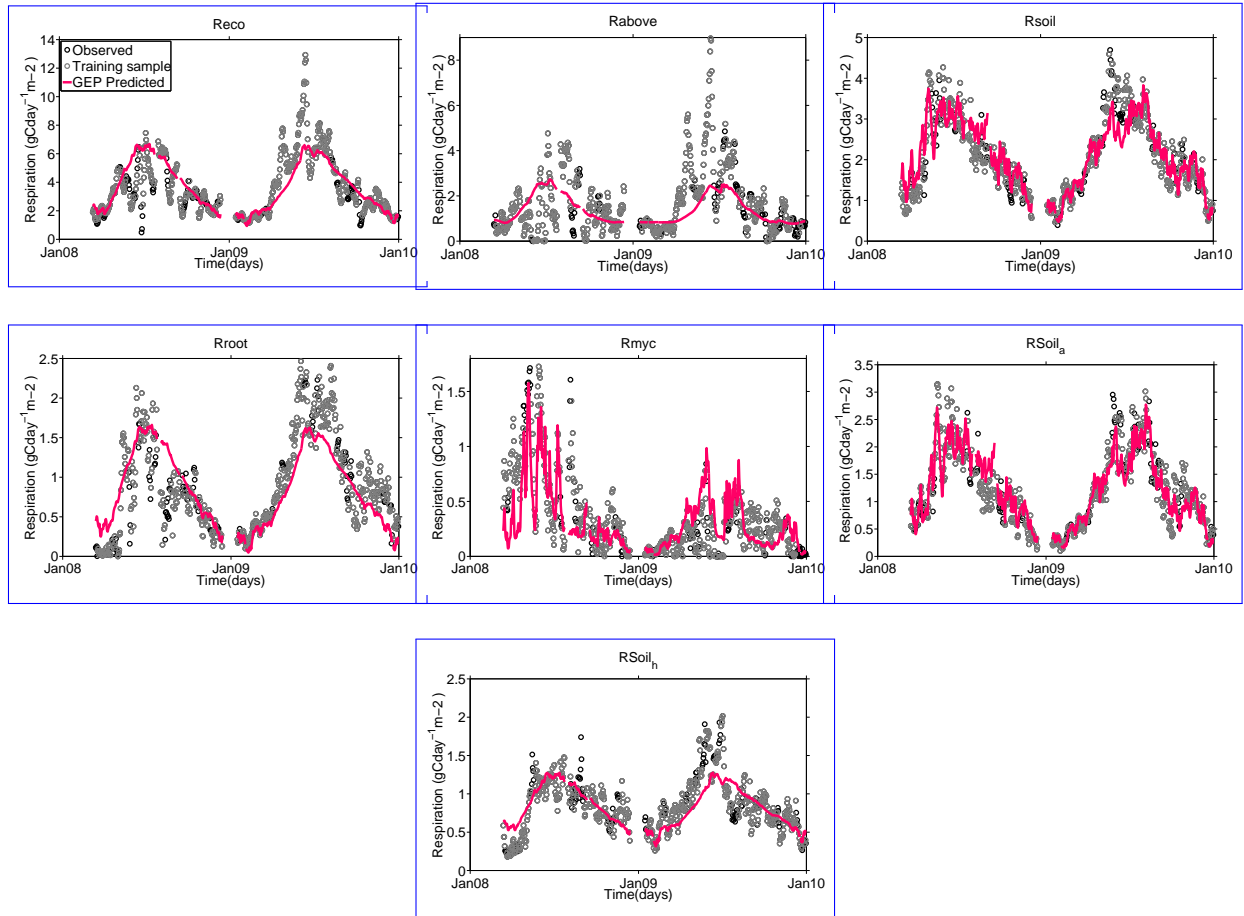 Reco
Respiration (gCday−1m−2 )
14
12
10
8
6
4
2
0
Observed
Training sample
GEP Predicted
Jan08
Jan09
Jan10
Time(days)
Rabove
Respiration (gCday−1m−2 )
8
6
4
2
0
Jan08
Jan09
Jan10
Time(days)
Rsoil
Respiration (gCday−1m−2 )
5
4
3
2
1
0
Jan08
Jan09
Jan10
Time(days)
Rroot
Respiration (gCday−1m−2 )
2.5
2
1.5
1
0.5
0
Jan08
Jan09
Jan10
Time(days)
Rmyc
Respiration (gCday−1m−2 )
1.5
1
0.5
0
Jan08
Jan09
Jan10
Time(days)
RSoila
Respiration (gCday−1m−2 )
3.5
3
2.5
2
1.5
1
0.5
0
Jan08
Jan09
Jan10
Time(days)
RSoilh
Respiration (gCday−1m−2 )
2.5
2
1.5
1
0.5
0
Jan08
Jan09
Jan10
Time(days)